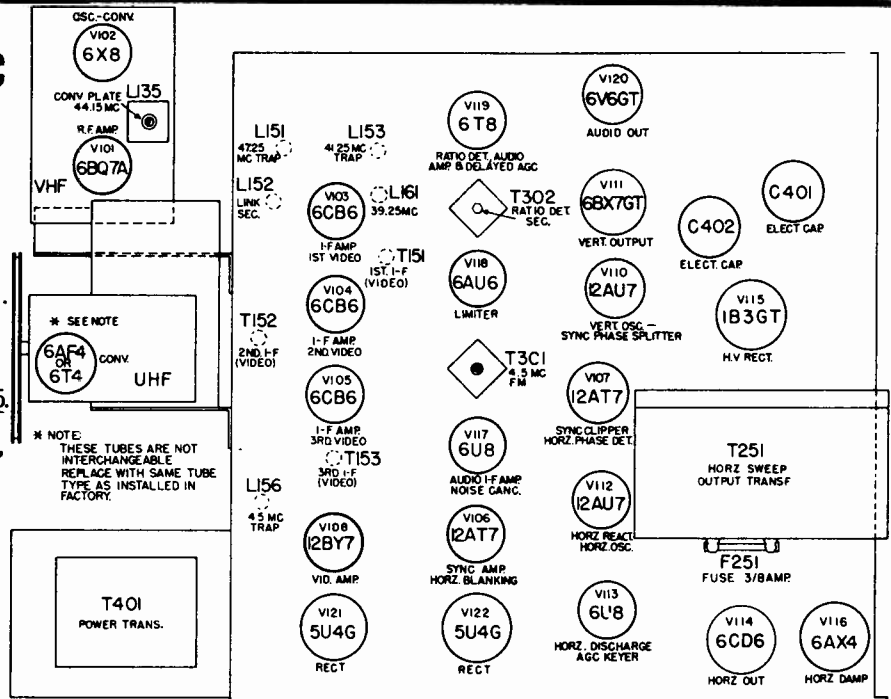 OSC.-CONV.
V102
6X8
CONV PLATE
44.15 MC
L135
R.F. AMP.
V101
6BQ7A
VHF
* SEE NOTE
6AF4
OR
6T4
CONV.
UHF
* NOTE:
THESE TUBES ARE NOT
INTERCHANGEABLE
REPLACE WITH SAME TUBE
TYPE AS INSTALLED IN
FACTORY.
T401
POWER TRANS.
L151
47.25
MC TRAP
L153
41.25 MC
TRAP
L152
LINK
SEC.
V103
6CB6
I-F AMP
1ST VIDEO
L161
39.25MC
T151
1ST. I-F
(VIDEO)
V104
6CB6
I-F AMP.
2ND. VIDEO
T152
2ND. I-F
(VIDEO)
V105
6CB6
I-F AMP
3RD. VIDEO
T153
3RD I-F
(VIDEO)
L156
4.5 MC
TRAP
V108
12BY7
VID. AMP.
V121
5U4G
RECT
V119
6T8
RATIO DET, AUDIO
AMP. & DELAYED AGC
T302
RATIO DET.
SEC.
V118
6AU6
LIMITER
T3C1
4.5 MC
FM
V117
6U8
AUDIO I-F AMP
NOISE CANC.
V106
12AT7
SYNC AMP.
HORZ. BLANKING
V122
5U4G
RECT
V120
6V6GT
AUDIO OUT
V111
6BX7GT
VERT. OUTPUT
V110
12AU7
VERT. OSC.-
SYNC PHASE SPLITTER
V107
12AT7
SYNC CLIPPER
HORZ. PHASE DET.
V112
12AU7
HORZ REACT.
HORZ. OSC.
V113
6U8
HORZ. DISCHARGE
AGC KEYER
C401
ELECT CAP.
C402
ELECT. CAP.
V115
1B3GT
H.V RECT.
T251
HORZ SWEEP
OUTPUT TRANSF
F251
FUSE 3/8AMP.
V114
6CD6
HORZ OUT
V116
6AX4
HORZ DAMP